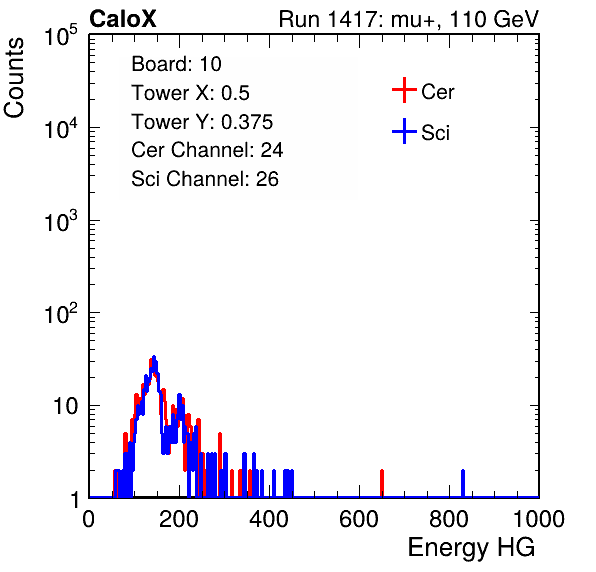 CaloX Run 1417: mu+, 110 GeV
Counts
10^5
10^4
10^3
10^2
10
1
Board: 10
Tower X: 0.5
Tower Y: 0.375
Cer Channel: 24
Sci Channel: 26
Cer
Sci
0 200 400 600 800 1000
Energy HG